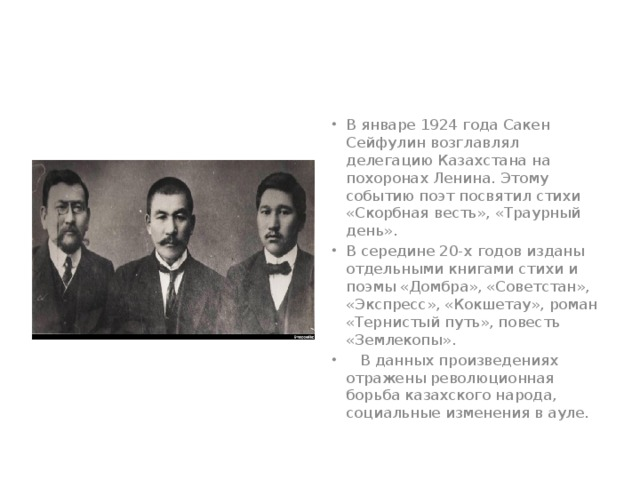 • В январе 1924 года Сакен
Сейфулин возглавлял
делегацию Казахстана на
похоронах Ленина. Этому
событию поэт посвятил стихи
«Скорбная весть», «Траурный
день».
• В середине 20-х годов изданы
отдельными книгами стихи и
поэмы «Домбра», «Советстан»,
«Экспресс», «Кокшетау», роман
«Тернистый путь», повесть
«Землекопы».
• В данных произведениях
отражены революционная
борьба казахского народа,
социальные изменения в ауле.